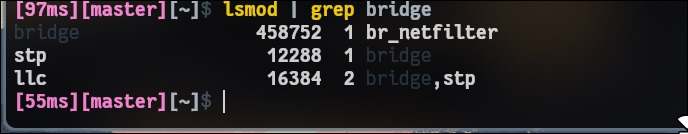 [97ms][master][~]$ lsmod | grep bridge
bridge 458752 1 br_netfilter
stp 12288 1 bridge
llc 16384 2 bridge,stp
[55ms][master][~]$